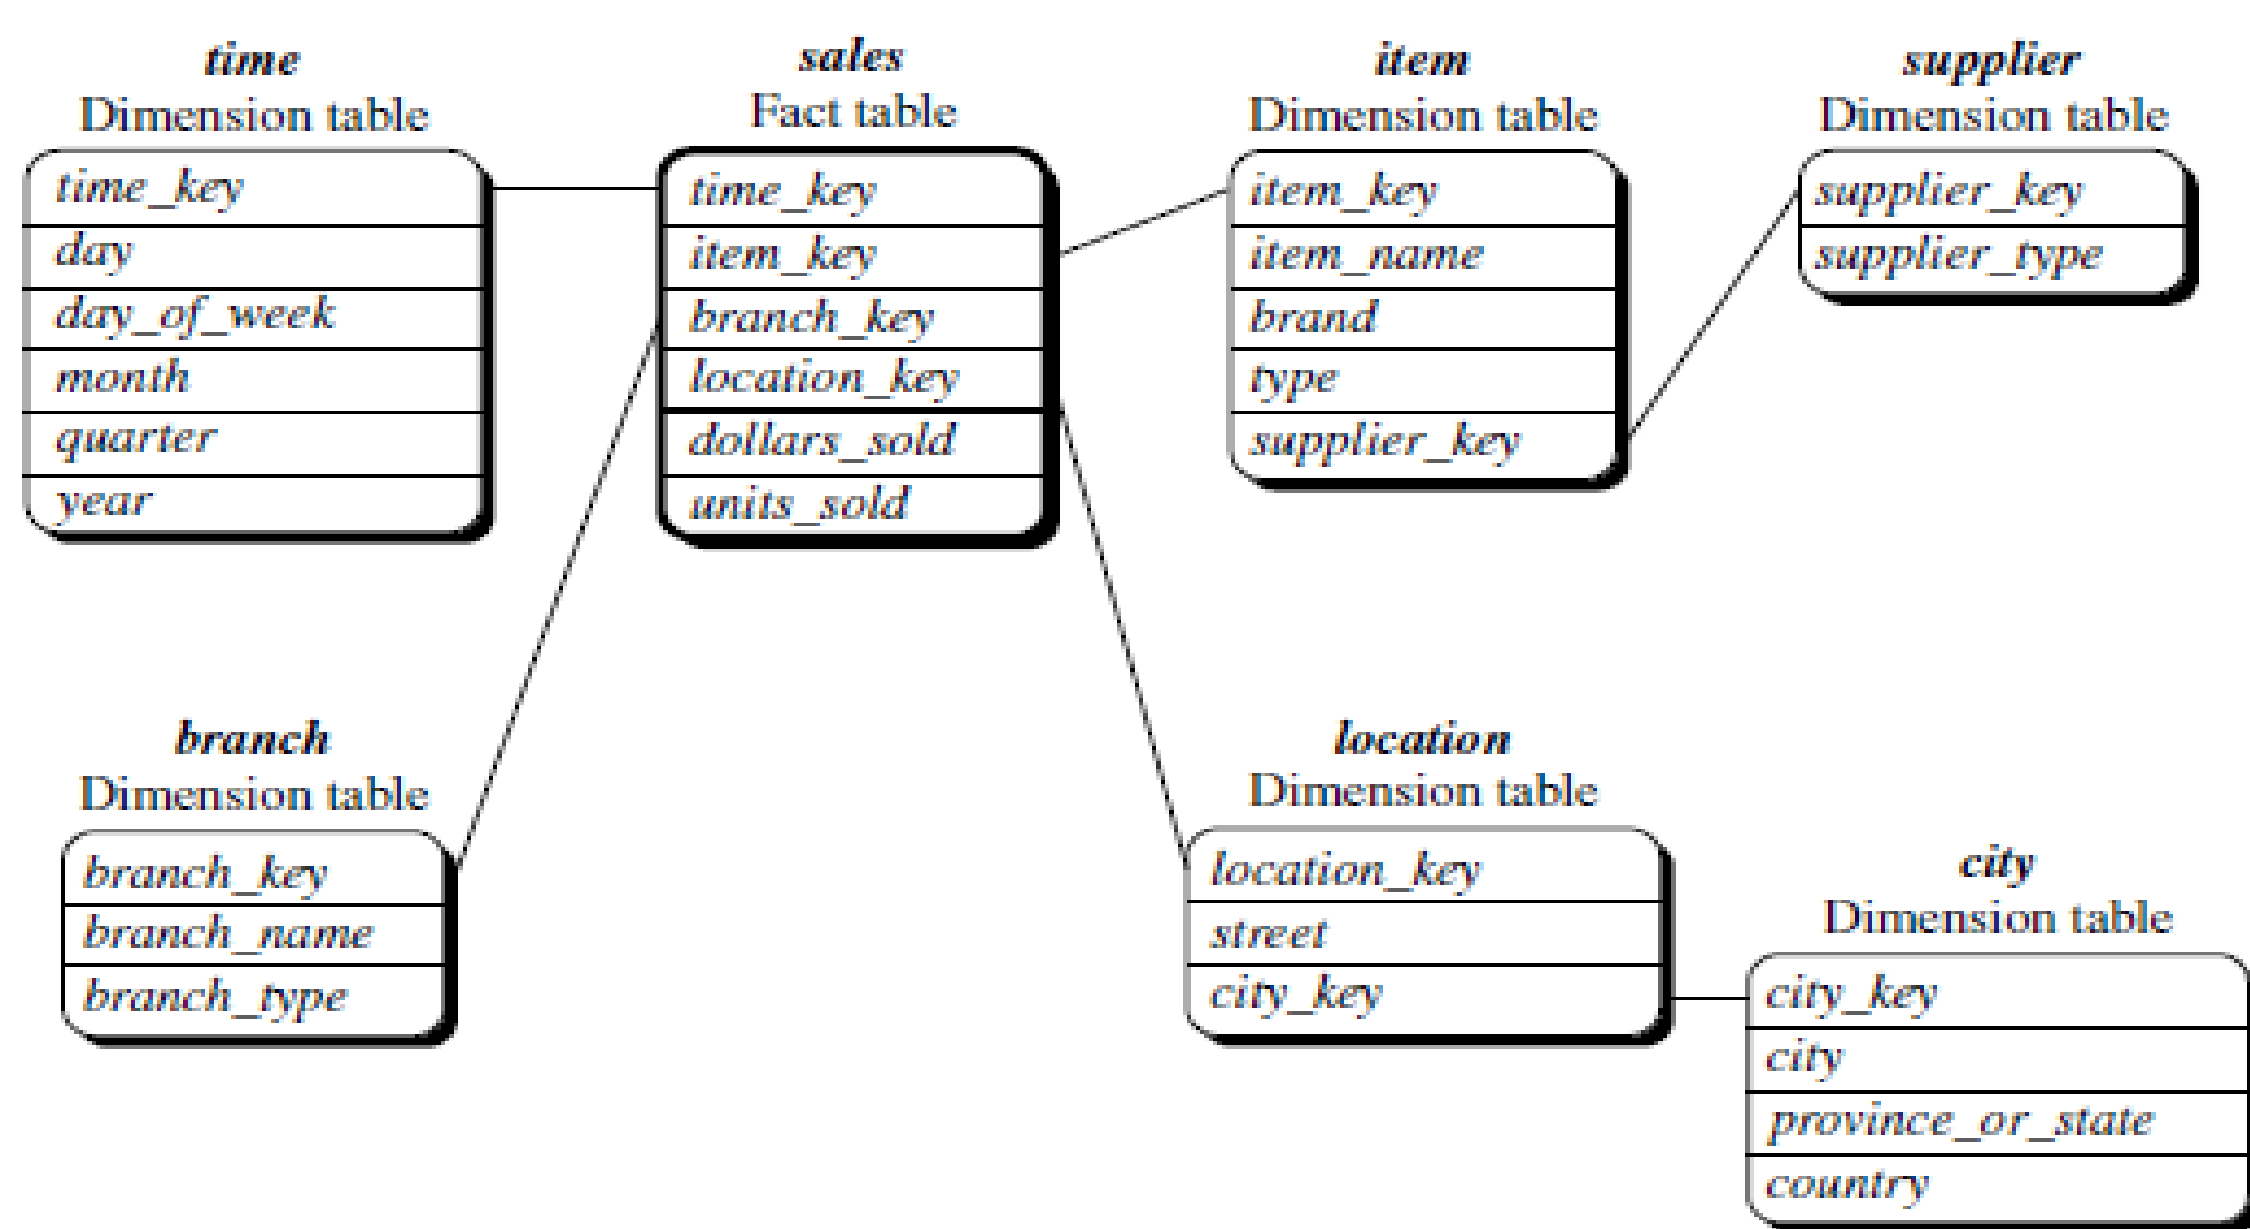 time
Dimension table
time_key
day
day_of_week
month
quarter
year
sales
Fact table
time_key
item_key
branch_key
location_key
dollars_sold
units_sold
item
Dimension table
item_key
item_name
brand
type
supplier_key
supplier
Dimension table
supplier_key
supplier_type
branch
Dimension table
branch_key
branch_name
branch_type
location
Dimension table
location_key
street
city_key
city
Dimension table
city_key
city
province_or_state
country